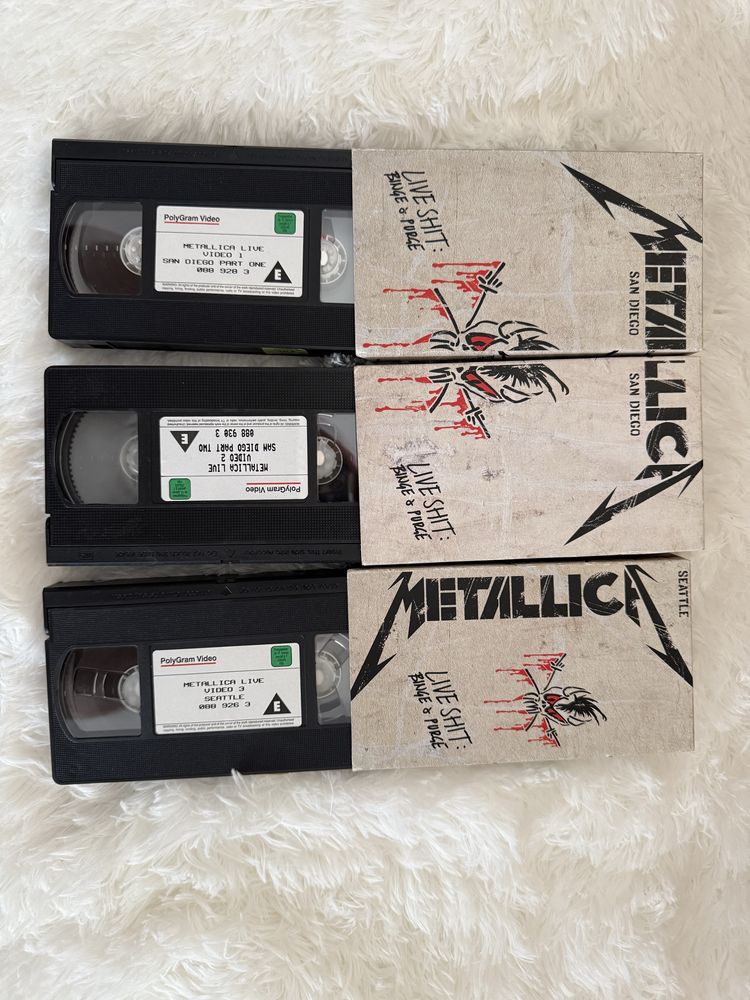 PolyGram Video
METALLICA LIVE
VIDEO 1
SAN DIEGO PART ONE
088 928 3
E
LIVE SHIT:
BINGE & PURGE
METALLICA
SAN DIEGO
PolyGram Video
METALLICA LIVE
VIDEO 2
SAN DIEGO PART TWO
088 930 3
E
LIVE SHIT:
BINGE & PURGE
SAN DIEGO
PolyGram Video
METALLICA LIVE
VIDEO 3
SEATTLE
088 926 3
E
METALLICA
SEATTLE
LIVE SHIT:
BINGE & PURGE